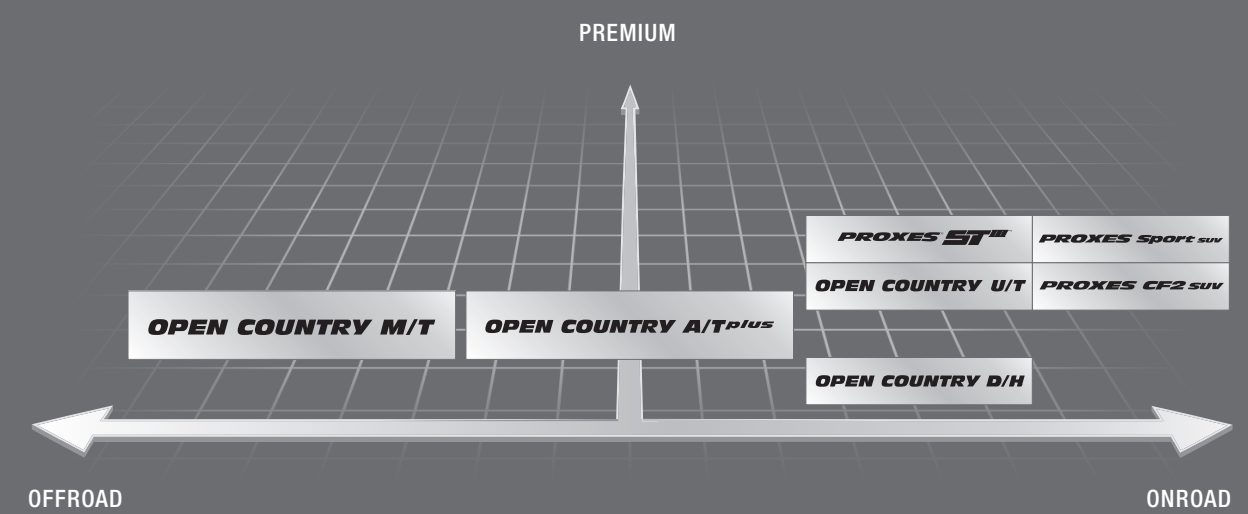 PREMIUM
PROXES ST III
PROXES Sport SUV
OPEN COUNTRY U/T
PROXES CF2 SUV
OPEN COUNTRY M/T
OPEN COUNTRY A/T plus
OPEN COUNTRY D/H
OFFROAD
ONROAD